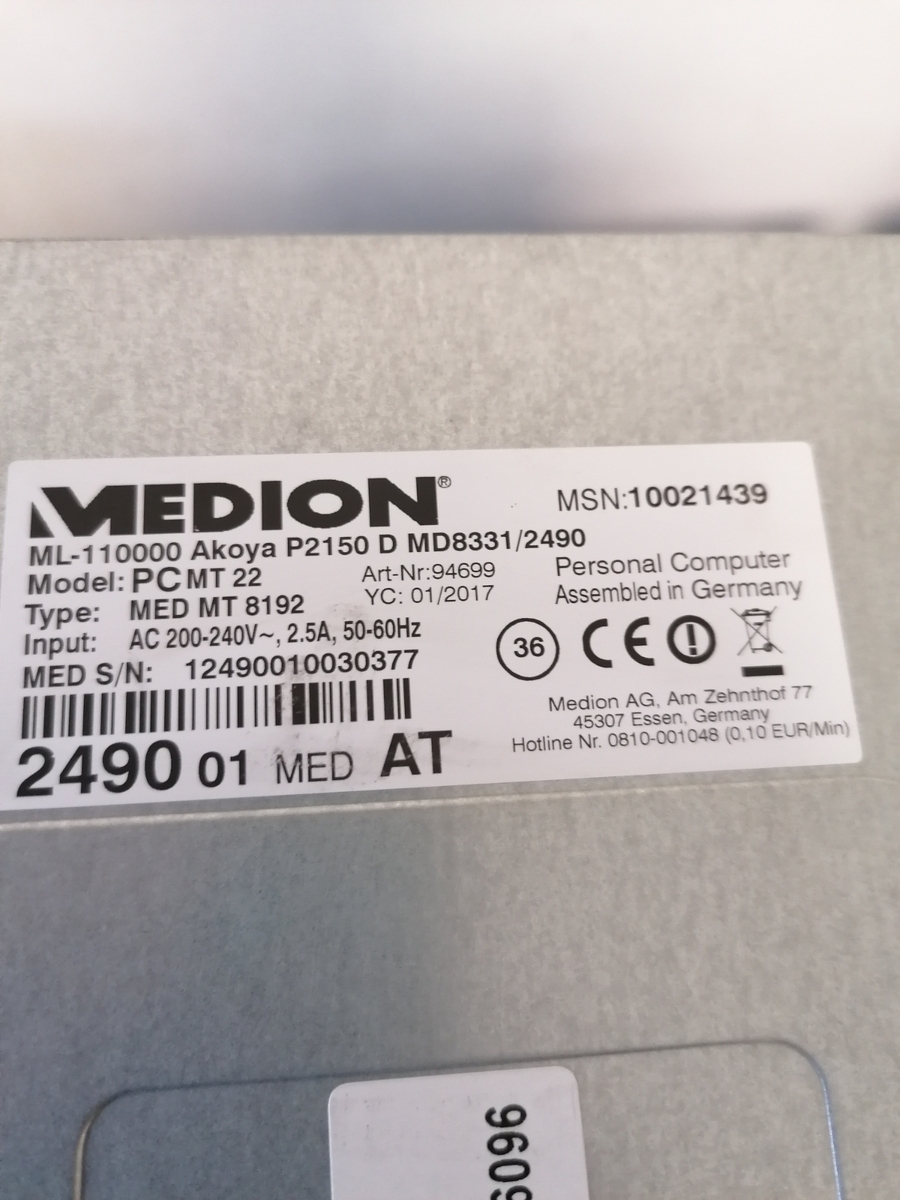 MEDION®
MSN:10021439
ML-110000 Akoya P2150 D MD8331/2490
Model: PC MT 22
Art-Nr:94699
Personal Computer
Type: MED MT 8192
YC: 01/2017
Assembled in Germany
Input: AC 200-240V~, 2.5A, 50-60Hz
MED S/N: 12490010030377
36
CE
Medion AG, Am Zehnthof 77
45307 Essen, Germany
Hotline Nr. 0810-001048 (0,10 EUR/Min)
2490 01 MED AT